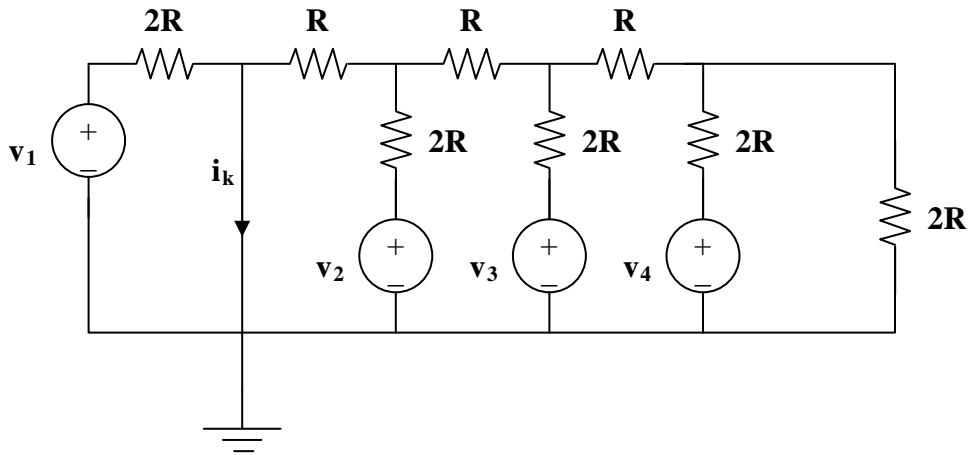 2R R R R
+ 2R 2R 2R
v₁
−
iₖ
2R
+ + +
v₂ v₃ v₄
− − −